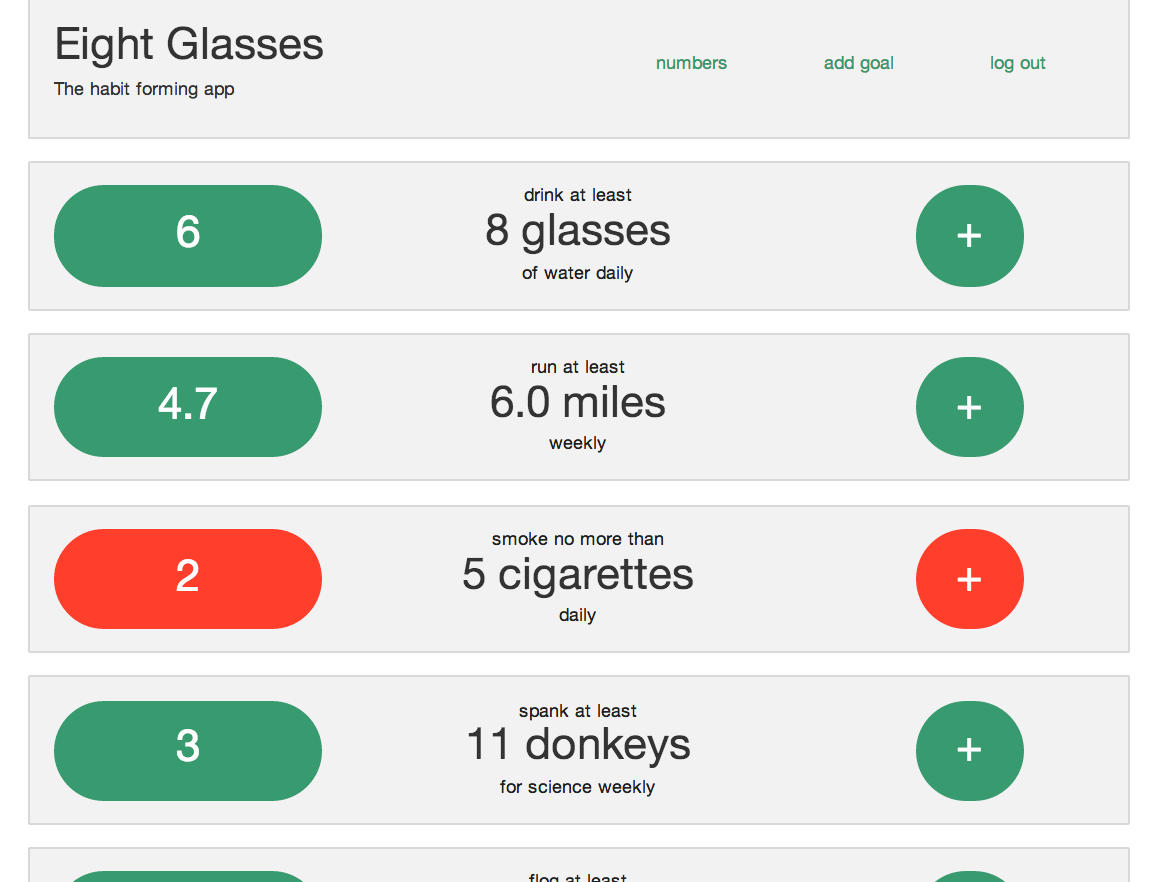 Eight Glasses
The habit forming app
numbers
add goal
log out
6
drink at least
8 glasses
of water daily
+
4.7
run at least
6.0 miles
weekly
+
2
smoke no more than
5 cigarettes
daily
+
3
spank at least
11 donkeys
for science weekly
+
flog at least